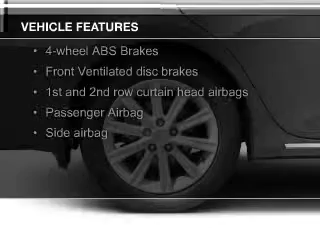 VEHICLE FEATURES
• 4-wheel ABS Brakes
• Front Ventilated disc brakes
• 1st and 2nd row curtain head airbags
• Passenger Airbag
• Side airbag